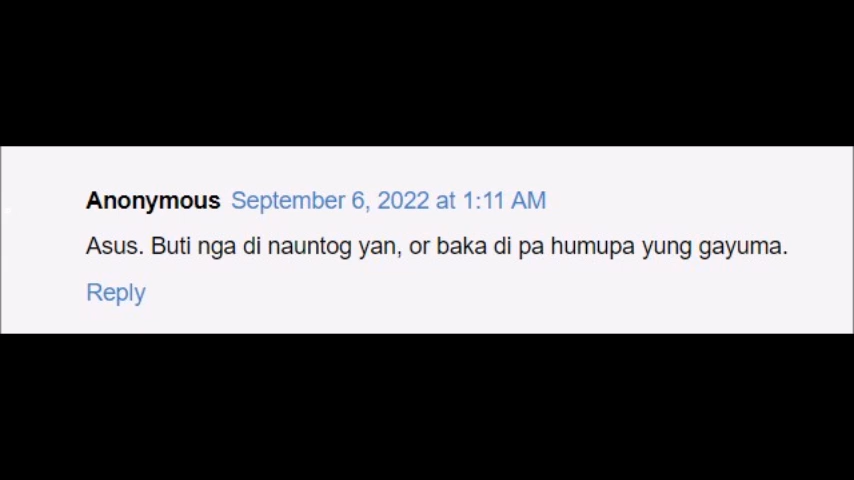 Anonymous September 6, 2022 at 1:11 AM
Asus. Buti nga di nauntog yan, or baka di pa humupa yung gayuma.
Reply